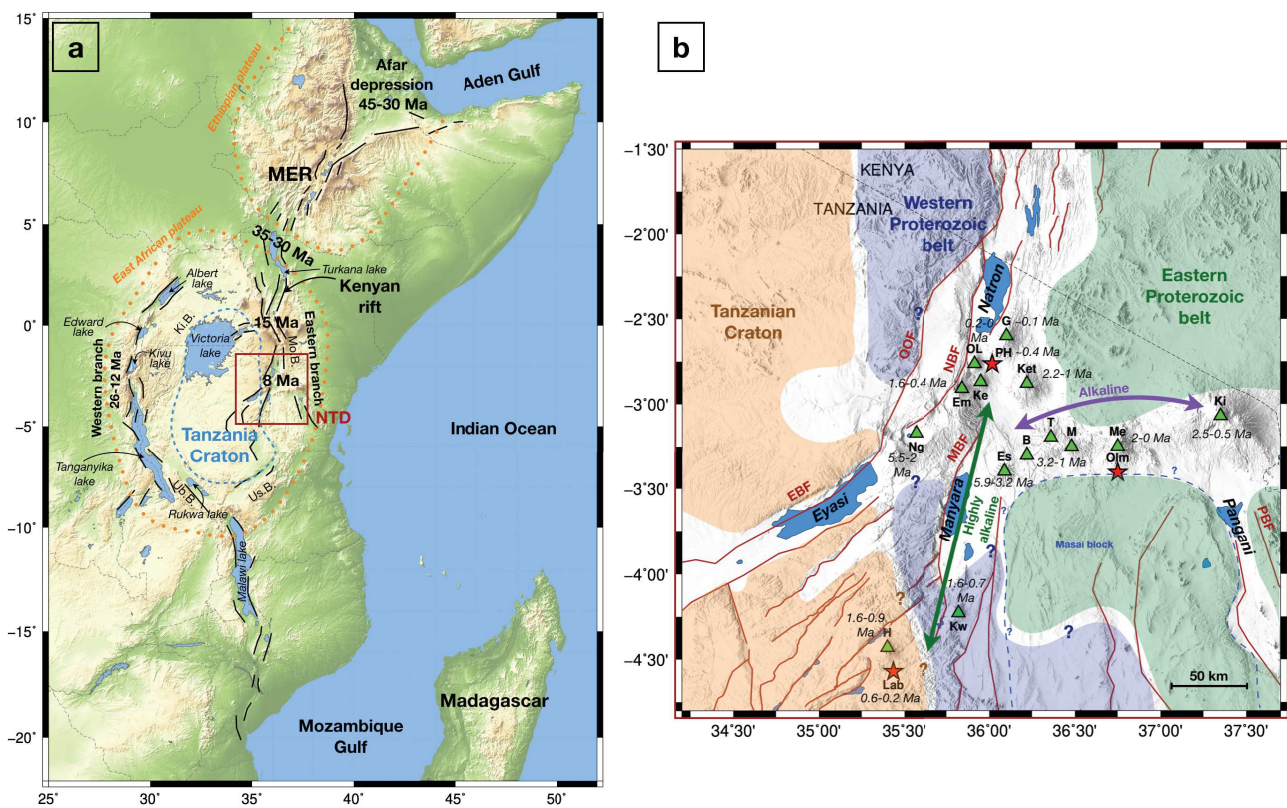 a
15°
10°
5°
0°
−5°
−10°
−15°
−20°
25°
30°
35°
40°
45°
50°
Ethiopian plateau
Afar
depression
45-30 Ma
Aden Gulf
MER
East African plateau
35-30 Ma
Albert
lake
Turkana lake
Kenyan
rift
Edward
lake
Ki.B.
15 Ma
Victoria
lake
Mo.B.
Eastern branch
Kivu
lake
Western branch
26-12 Ma
8 Ma
NTD
Tanzania
Craton
Indian Ocean
Tanganyika
lake
Ub.B.
Us.B.
Rukwa lake
Malawi lake
Madagascar
Mozambique
Gulf
b
−1°30'
−2°00'
−2°30'
−3°00'
−3°30'
−4°00'
−4°30'
34°30'
35°00'
35°30'
36°00'
36°30'
37°00'
37°30'
KENYA
TANZANIA
Western
Proterozoic
belt
Eastern
Proterozoic
belt
Tanzanian
Craton
Natron
OOF
NBF
0.2-0
Ma
G
~0.1 Ma
OL
PH
~0.4 Ma
Ket
2.2-1 Ma
1.6-0.4 Ma
Em
Ke
Alkaline
Ki
2.5-0.5 Ma
Ng
5.5-2
Ma
MBF
T
B
M
Me
2-0 Ma
Olm
Es
3.2-1 Ma
5.9-3.2 Ma
?
?
EBF
Eyasi
Manyara
Highly
alkaline
?
Masai block
Pangani
PBF
?
1.6-0.7
Ma
Kw
?
?
?
1.6-0.9
Ma
H
?
Lab
0.6-0.2 Ma
50 km